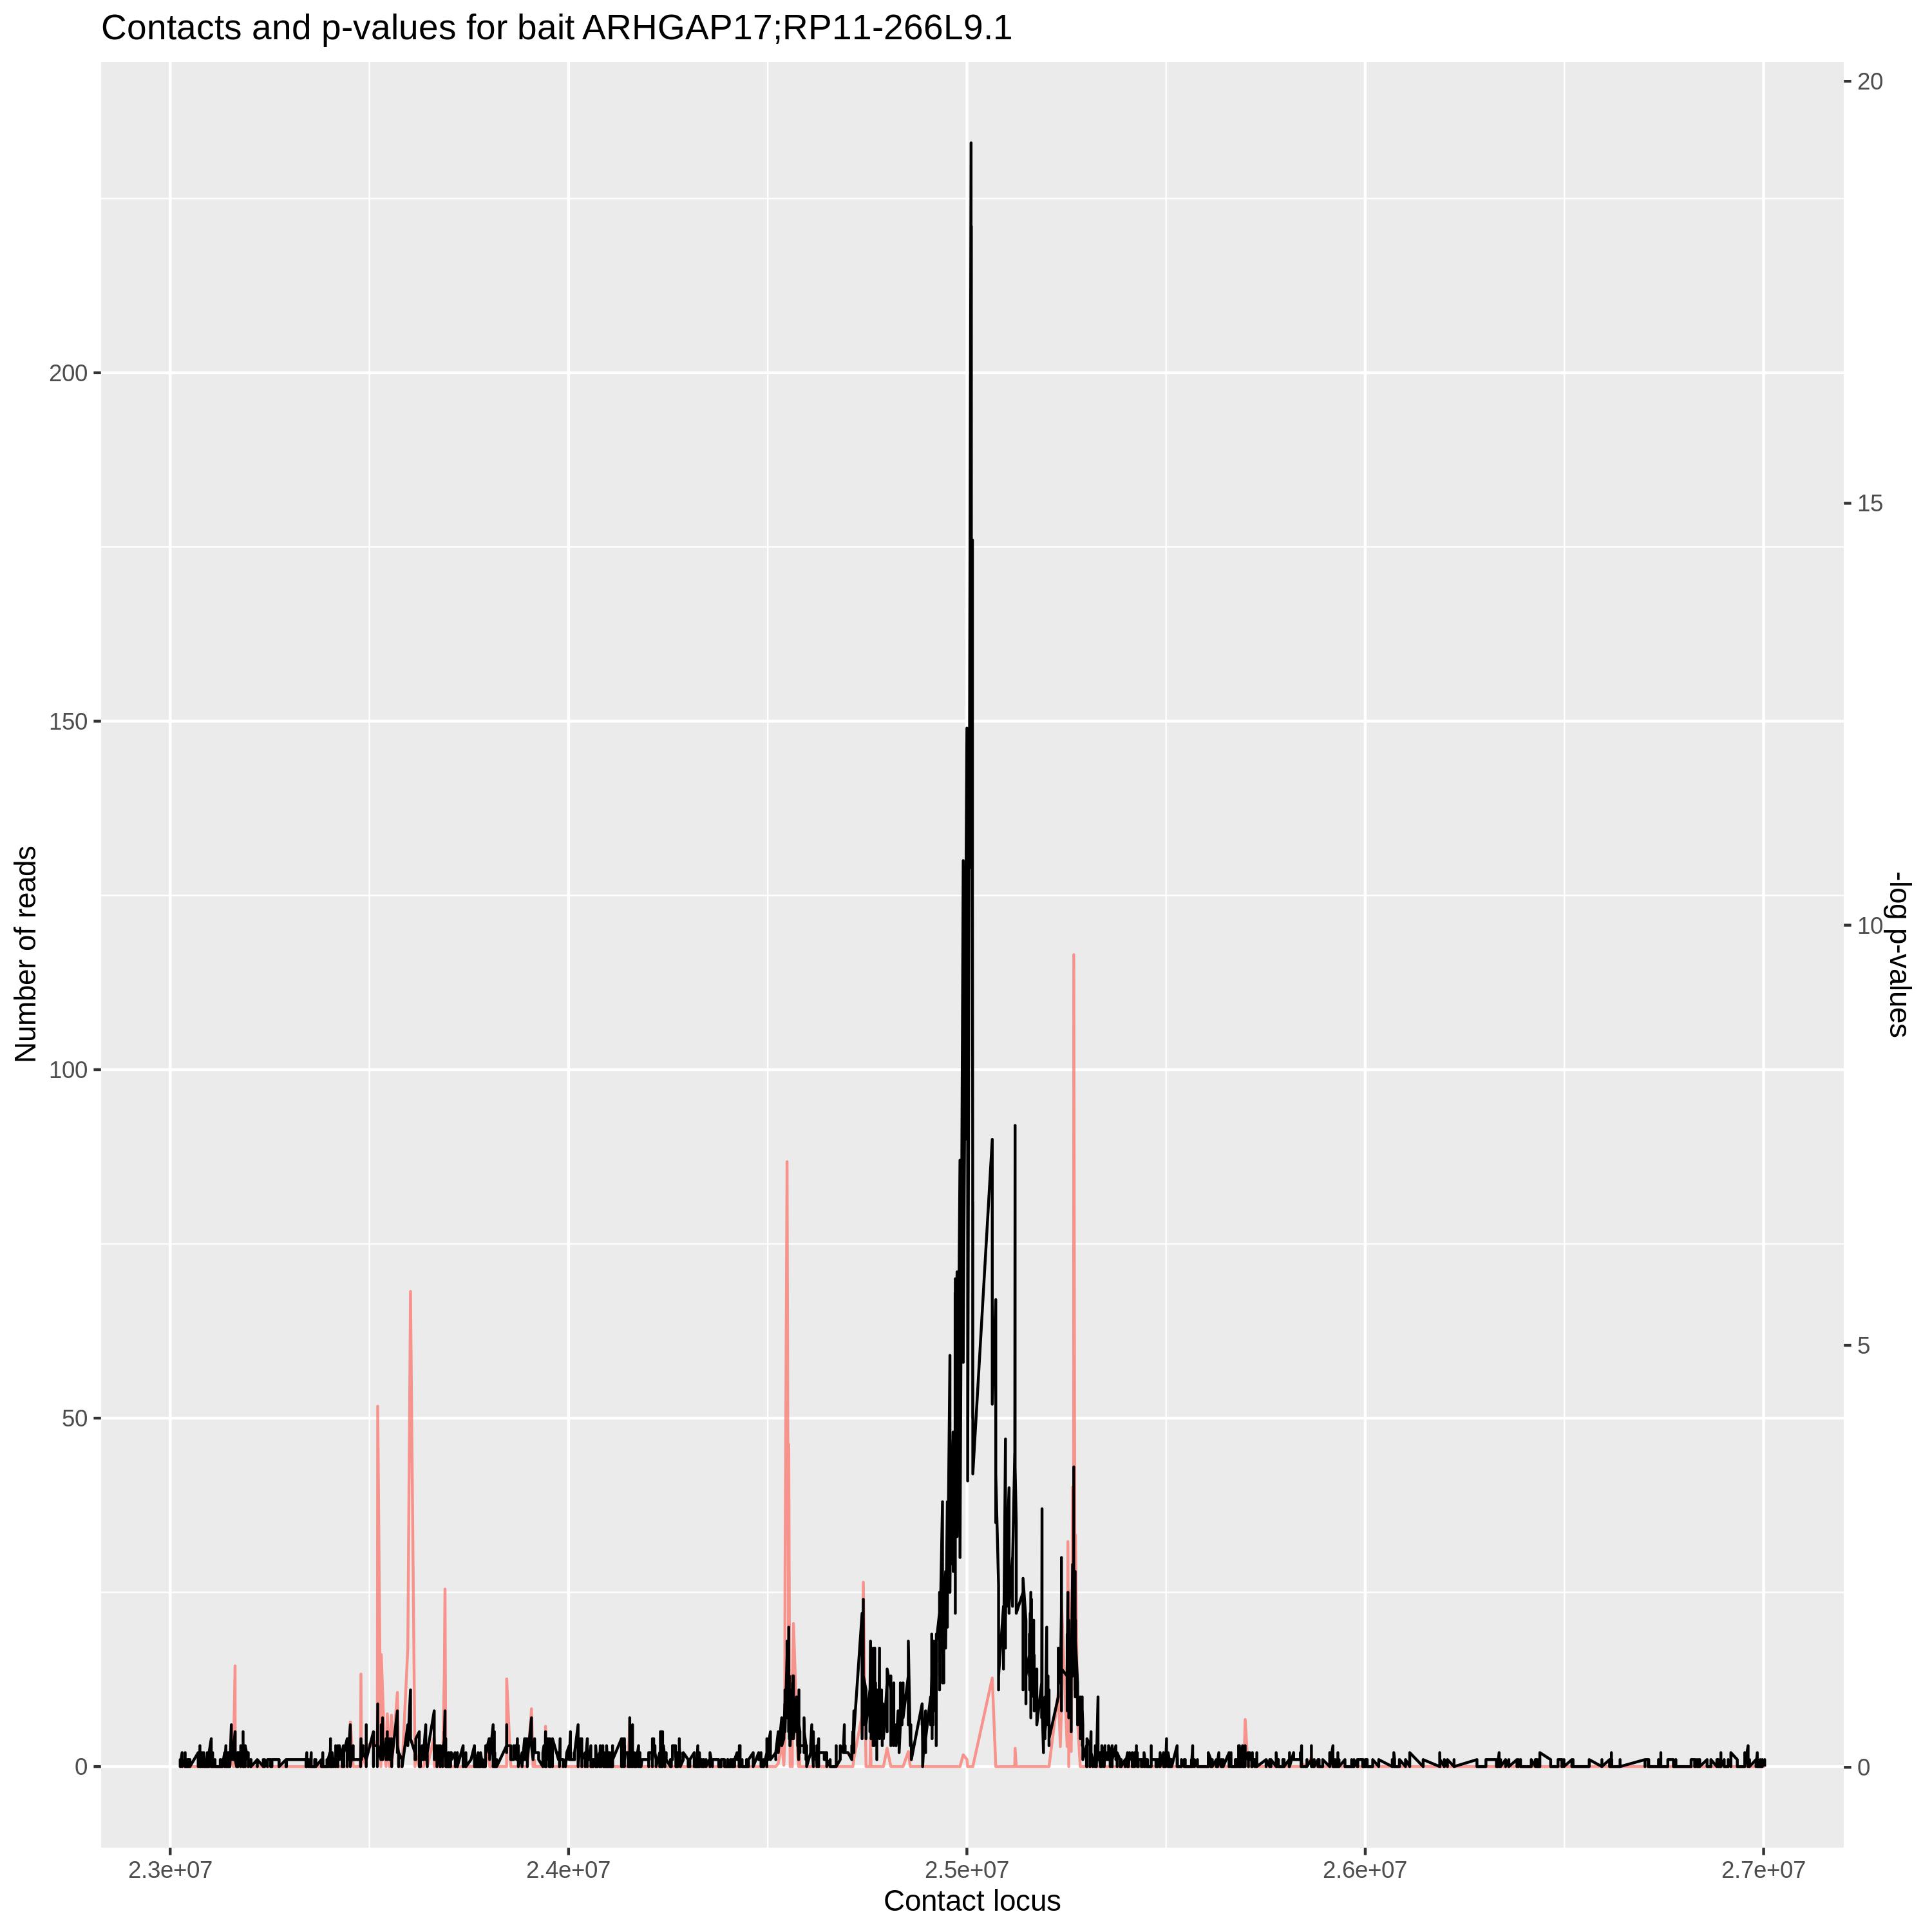 Contacts and p-values for bait ARHGAP17;RP11-266L9.1
20
15
10
5
0
-log p-values
200
150
100
50
0
Number of reads
2.3e+07 2.4e+07 2.5e+07 2.6e+07 2.7e+07
Contact locus